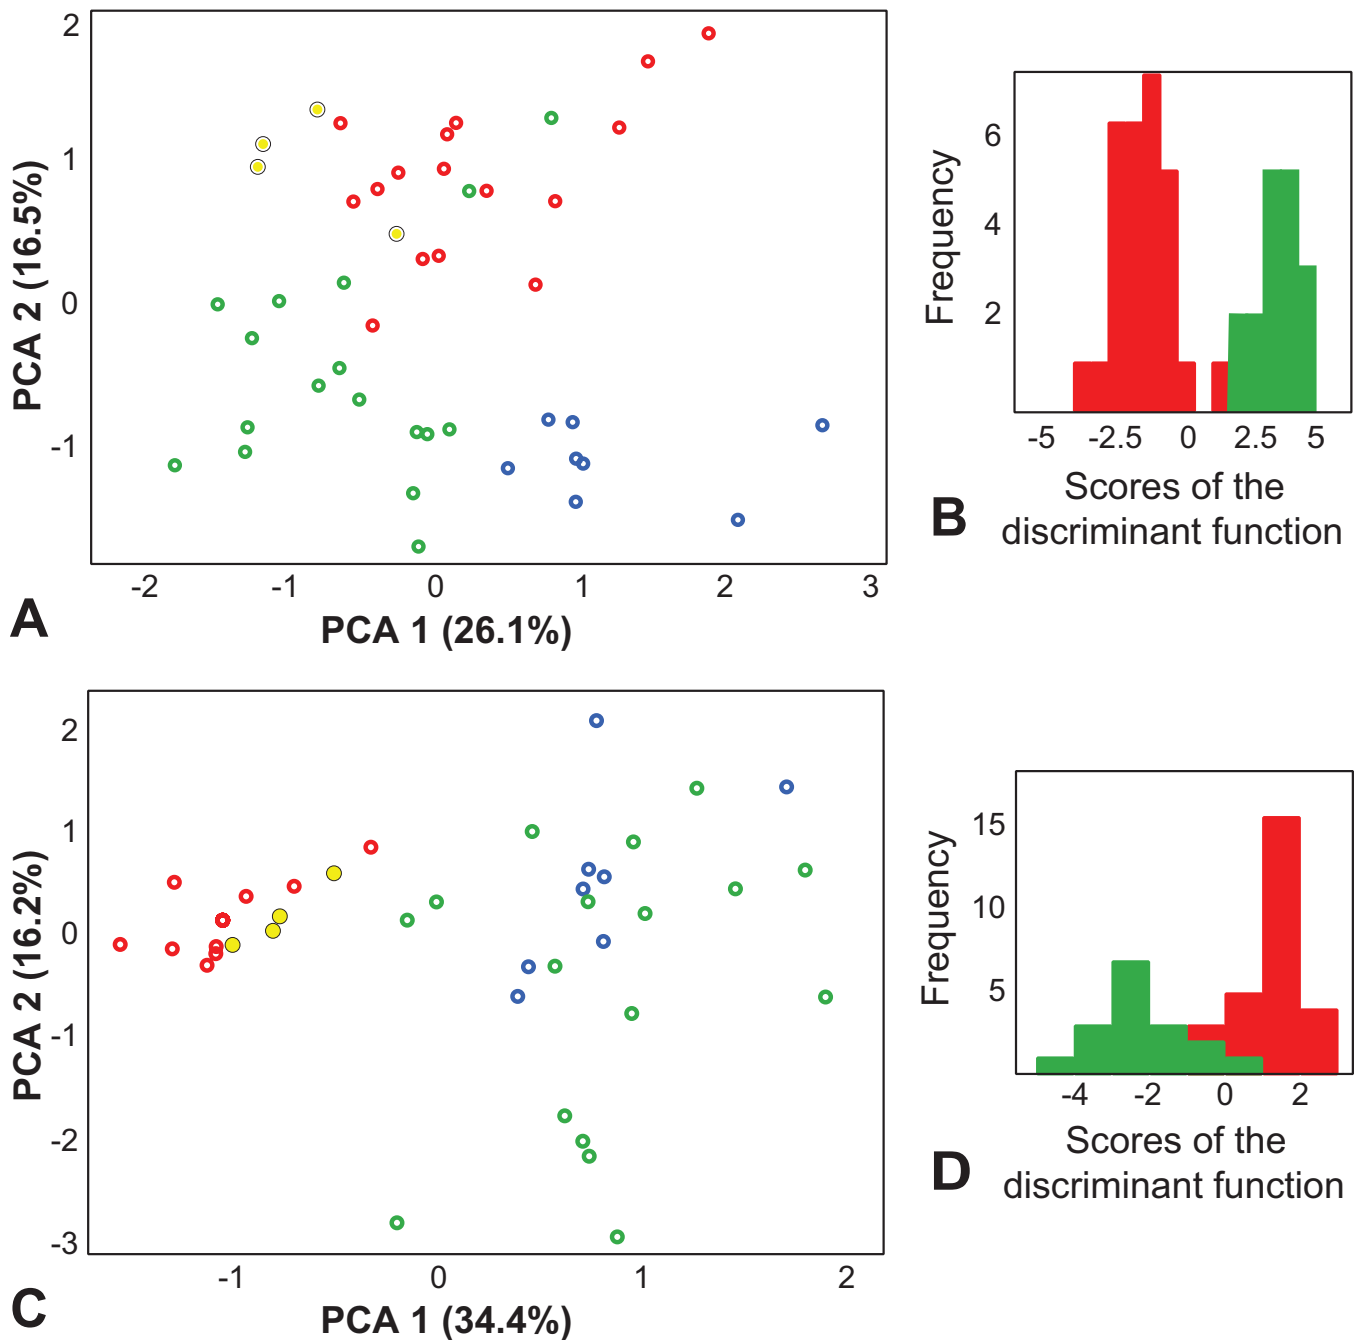 2
1
0
-1
PCA 2 (16.5%)
-2 -1 0 1 2 3
PCA 1 (26.1%)
A
6
4
2
Frequency
-5 -2.5 0 2.5 5
Scores of the
discriminant function
B
2
1
0
-1
-2
-3
PCA 2 (16.2%)
-1 0 1 2
PCA 1 (34.4%)
C
15
10
5
Frequency
-4 -2 0 2
Scores of the
discriminant function
D